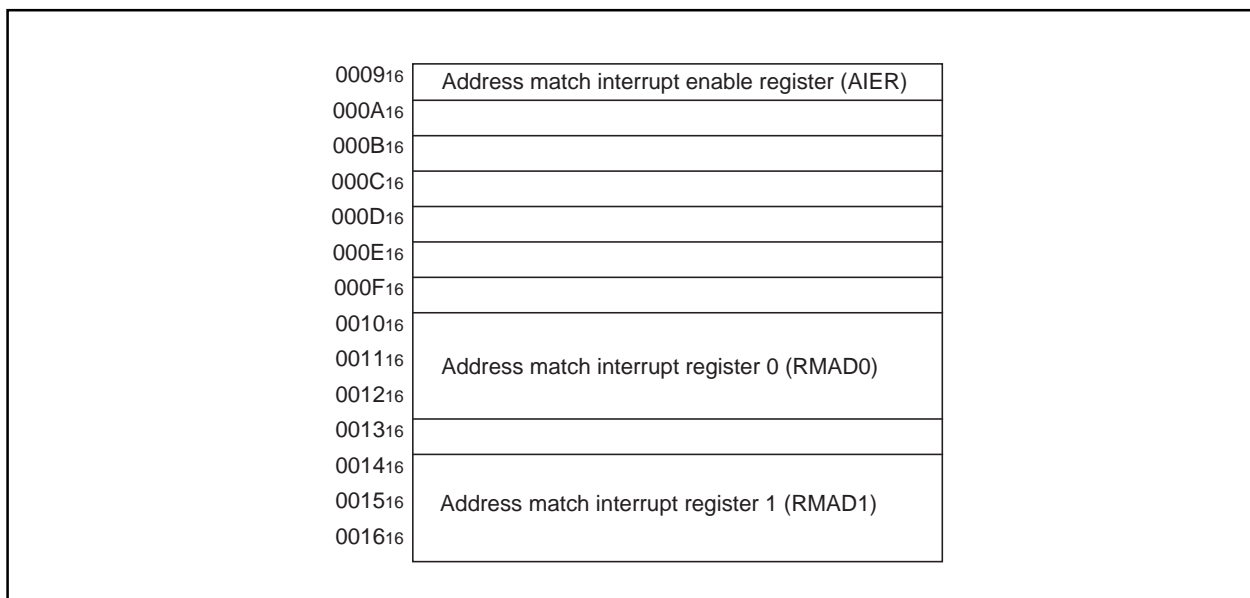 0009₁₆ Address match interrupt enable register (AIER)
000A₁₆
000B₁₆
000C₁₆
000D₁₆
000E₁₆
000F₁₆
0010₁₆
0011₁₆ Address match interrupt register 0 (RMAD0)
0012₁₆
0013₁₆
0014₁₆
0015₁₆ Address match interrupt register 1 (RMAD1)
0016₁₆